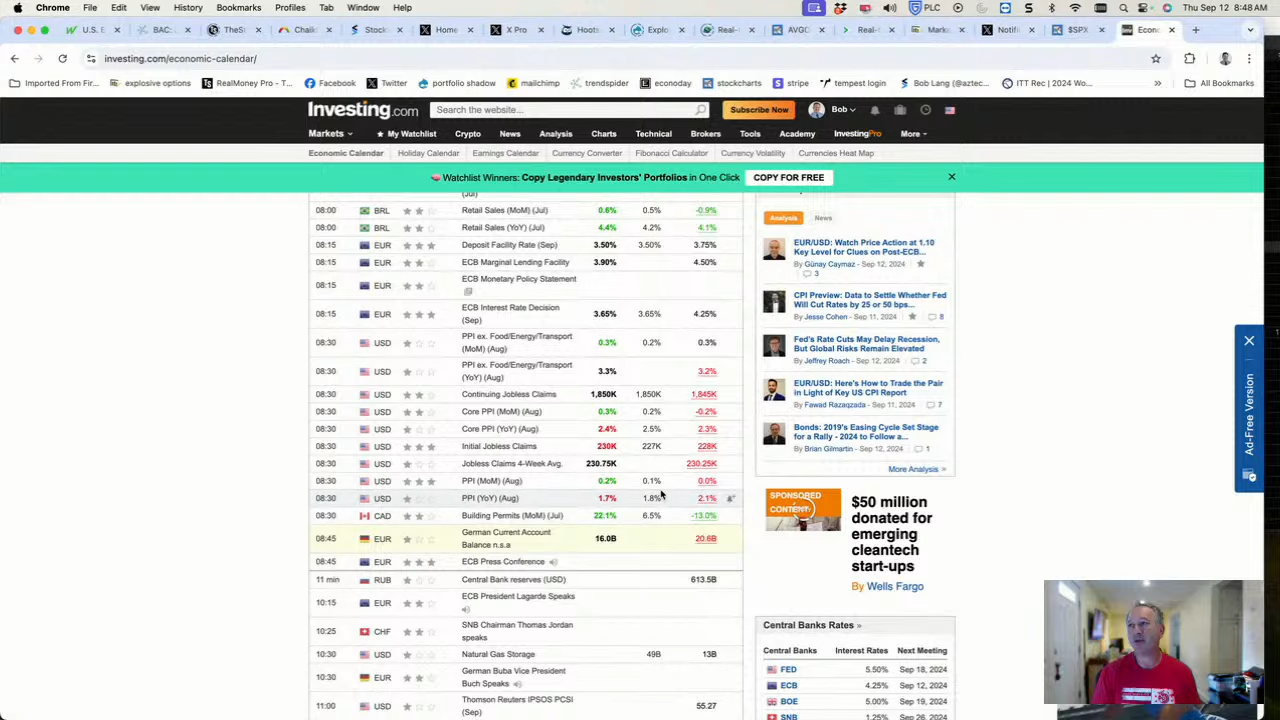 Chrome File Edit View History Bookmarks Profiles Tab Window Help PLC Thu Sep 12 8:48 AM
U.S. E BAC: TheSt Chaik Stock Home X Pro Hoots Explo Real- AVGO Real- Mark Notifi $SPX Econo
investing.com/economic-calendar/
Imported From Firef... explosive options RealMoney Pro - T... Facebook Twitter portfolio shadow mailchimp trendspider econoday stockcharts stripe tempest login Bob Lang (@aztec... ITT Rec | 2024 Wo... All Bookmarks
Investing.com Search the website... Subscribe Now Bob
Markets My Watchlist Crypto News Analysis Charts Technical Brokers Tools Academy InvestingPro More
Economic Calendar Holiday Calendar Earnings Calendar Currency Converter Fibonacci Calculator Currency Volatility Currencies Heat Map
Watchlist Winners: Copy Legendary Investors' Portfolios in One Click COPY FOR FREE
(Jul)
08:00 BRL Retail Sales (MoM) (Jul) 0.6% 0.5% -0.9%
08:00 BRL Retail Sales (YoY) (Jul) 4.4% 4.2% 4.1%
08:15 EUR Deposit Facility Rate (Sep) 3.50% 3.50% 3.75%
08:15 EUR ECB Marginal Lending Facility 3.90% 4.50%
08:15 EUR ECB Monetary Policy Statement
08:15 EUR ECB Interest Rate Decision (Sep) 3.65% 3.65% 4.25%
08:30 USD PPI ex. Food/Energy/Transport (MoM) (Aug) 0.3% 0.2% 0.3%
08:30 USD PPI ex. Food/Energy/Transport (YoY) (Aug) 3.3% 3.2%
08:30 USD Continuing Jobless Claims 1,850K 1,850K 1,845K
08:30 USD Core PPI (MoM) (Aug) 0.3% 0.2% -0.2%
08:30 USD Core PPI (YoY) (Aug) 2.4% 2.5% 2.3%
08:30 USD Initial Jobless Claims 230K 227K 228K
08:30 USD Jobless Claims 4-Week Avg. 230.75K 230.25K
08:30 USD PPI (MoM) (Aug) 0.2% 0.1% 0.0%
08:30 USD PPI (YoY) (Aug) 1.7% 1.8% 2.1%
08:30 CAD Building Permits (MoM) (Jul) 22.1% 6.5% -13.0%
08:45 EUR German Current Account Balance n.s.a 16.0B 20.6B
08:45 EUR ECB Press Conference
11 min RUB Central Bank reserves (USD) 613.5B
10:15 EUR ECB President Lagarde Speaks
10:25 CHF SNB Chairman Thomas Jordan speaks
10:30 USD Natural Gas Storage 49B 13B
10:30 EUR German Buba Vice President Buch Speaks
11:00 USD Thomson Reuters IPSOS PCSI (Sep) 55.27
Analysis News
EUR/USD: Watch Price Action at 1.10
Key Level for Clues on Post-ECB...
By Günay Caymaz - Sep 12, 2024
3
CPI Preview: Data to Settle Whether Fed
Will Cut Rates by 25 or 50 bps...
By Jesse Cohen - Sep 11, 2024 8
Fed's Rate Cuts May Delay Recession,
But Global Risks Remain Elevated
By Jeffrey Roach - Sep 12, 2024 2
EUR/USD: Here's How to Trade the Pair
in Light of Key US CPI Report
By Fawad Razaqzada - Sep 11, 2024 7
Bonds: 2019's Easing Cycle Set Stage
for a Rally - 2024 to Follow a...
By Brian Gilmartin - Sep 12, 2024 1
More Analysis »
SPONSORED
CONTENT
$50 million
donated for
emerging
cleantech
start-ups
By Wells Fargo
Central Banks Rates »
Central Banks Interest Rates Next Meeting
FED 5.50% Sep 18, 2024
ECB 4.25% Sep 12, 2024
BOE 5.00% Sep 19, 2024
SNB 1.25% Sep 26, 2024
Ad-Free Version